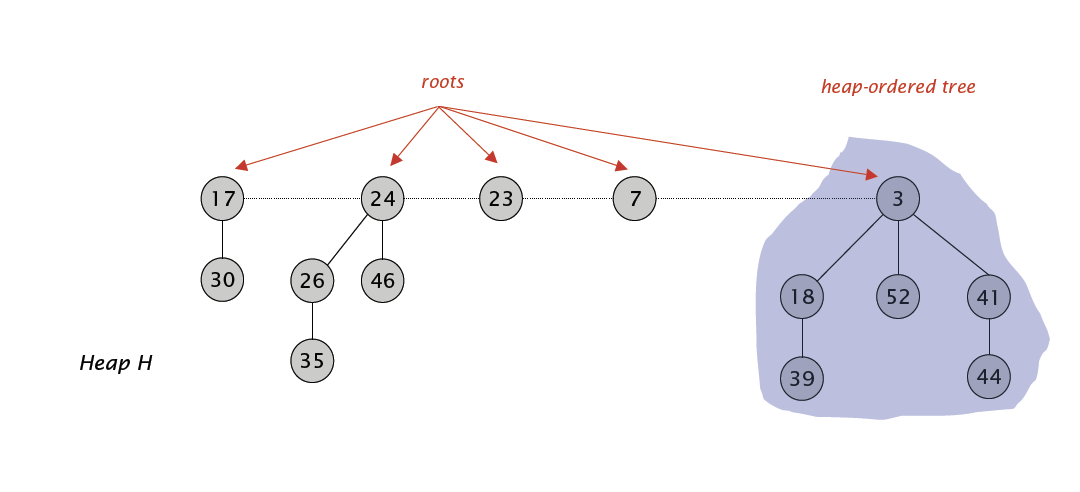 roots
heap-ordered tree
17 24 23 7 3
30 26 46 18 52 41
Heap H
35 39 44